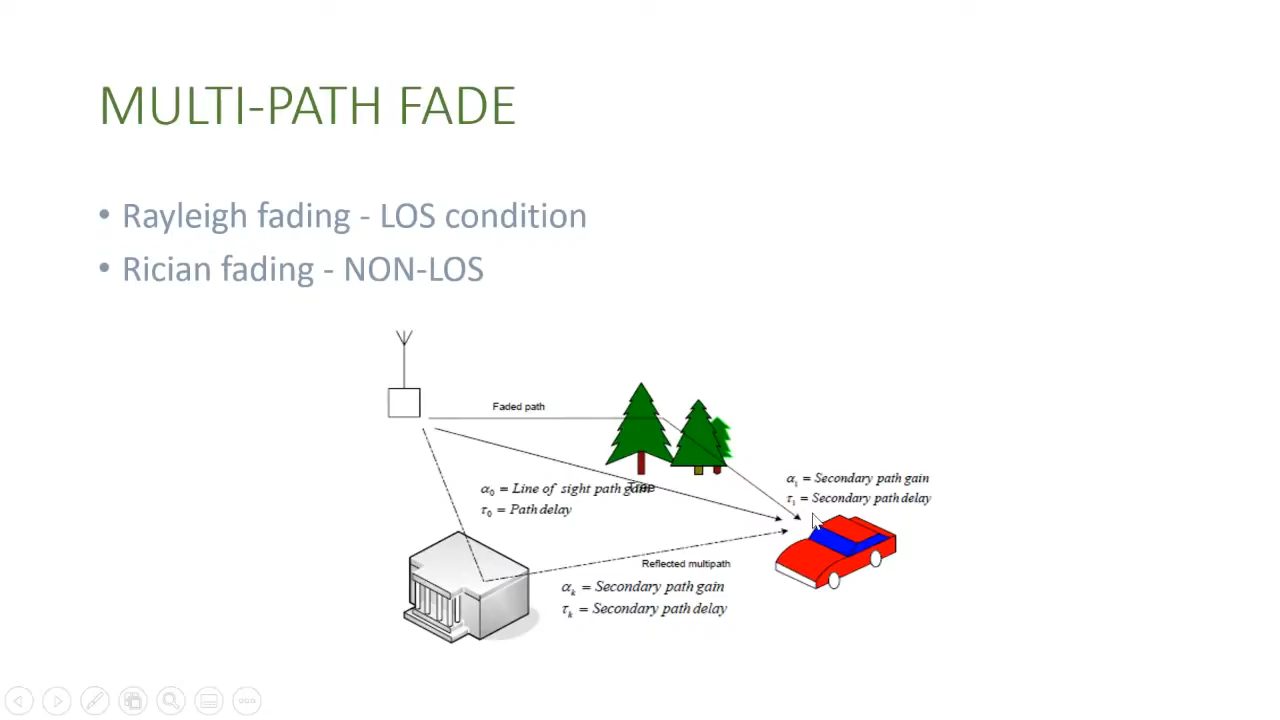 MULTI-PATH FADE
• Rayleigh fading - LOS condition
• Rician fading - NON-LOS
Faded path
α₁ = Secondary path gain
τ₁ = Secondary path delay
α₀ = Line of sight path gain
Tree
τ₀ = Path delay
Reflected multipath
αₖ = Secondary path gain
τₖ = Secondary path delay